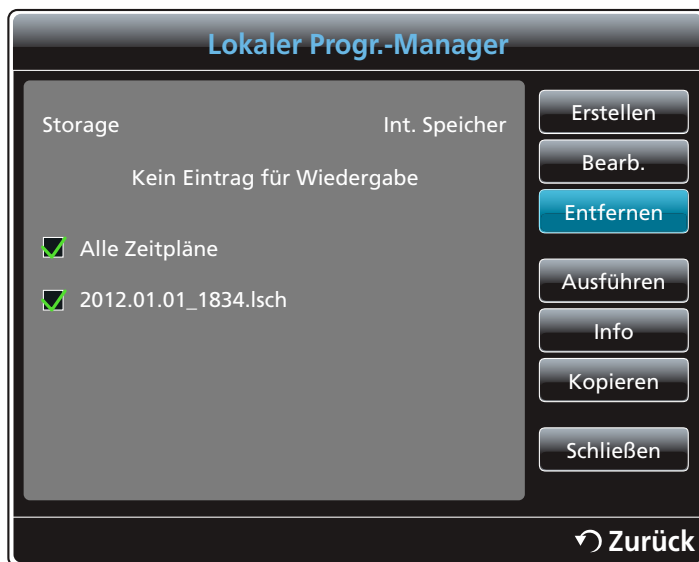 Lokaler Progr.-Manager
Storage Int. Speicher
Kein Eintrag für Wiedergabe
Alle Zeitpläne
2012.01.01_1834.lsch
Erstellen
Bearb.
Entfernen
Ausführen
Info
Kopieren
Schließen
Zurück